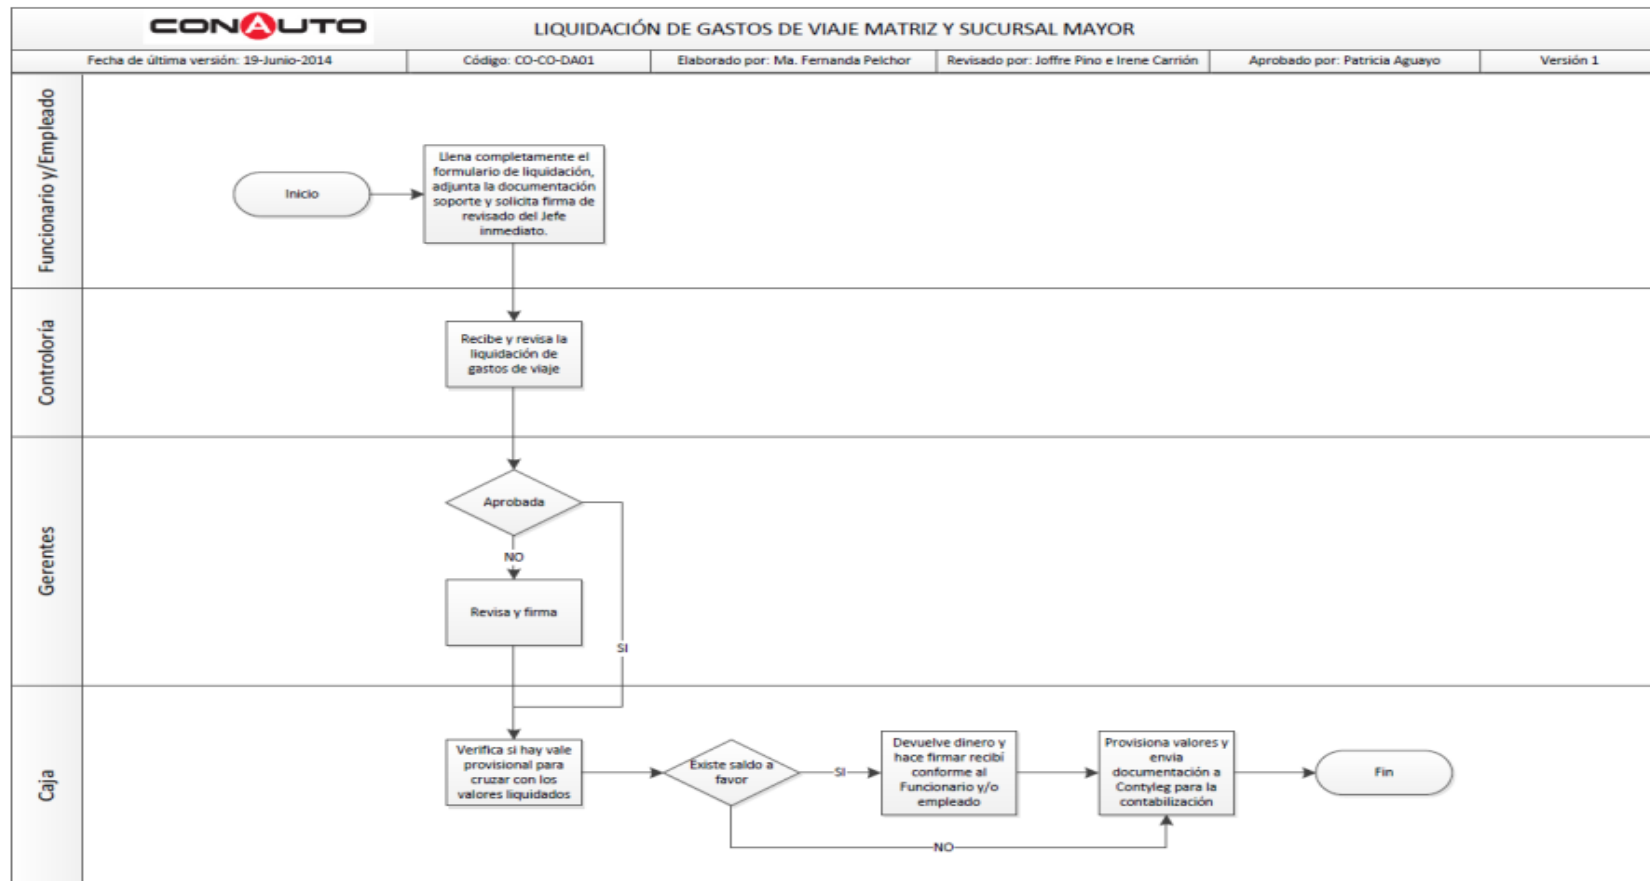 CONAUTO
LIQUIDACIÓN DE GASTOS DE VIAJE MATRIZ Y SUCURSAL MAYOR
Fecha de última versión: 19-Junio-2014
Código: CO-CO-DA01
Elaborado por: Ma. Fernanda Pelchor
Revisado por: Joffre Pino e Irene Carrión
Aprobado por: Patricia Aguayo
Versión 1
Funcionario y/Empleado
Inicio
Llena completamente el
formulario de liquidación,
adjunta la documentación
soporte y solicita firma de
revisado del Jefe
inmediato.
Controloría
Recibe y revisa la
liquidación de
gastos de viaje
Gerentes
Aprobada
NO
Revisa y firma
SI
Caja
Verifica si hay vale
provisional para
cruzar con los
valores liquidados
Existe saldo a
favor
SI
Devuelve dinero y
hace firmar recibí
conforme al
Funcionario y/o
empleado
Provisiona valores y
envia
documentación a
Contyleg para la
contabilización
Fin
NO